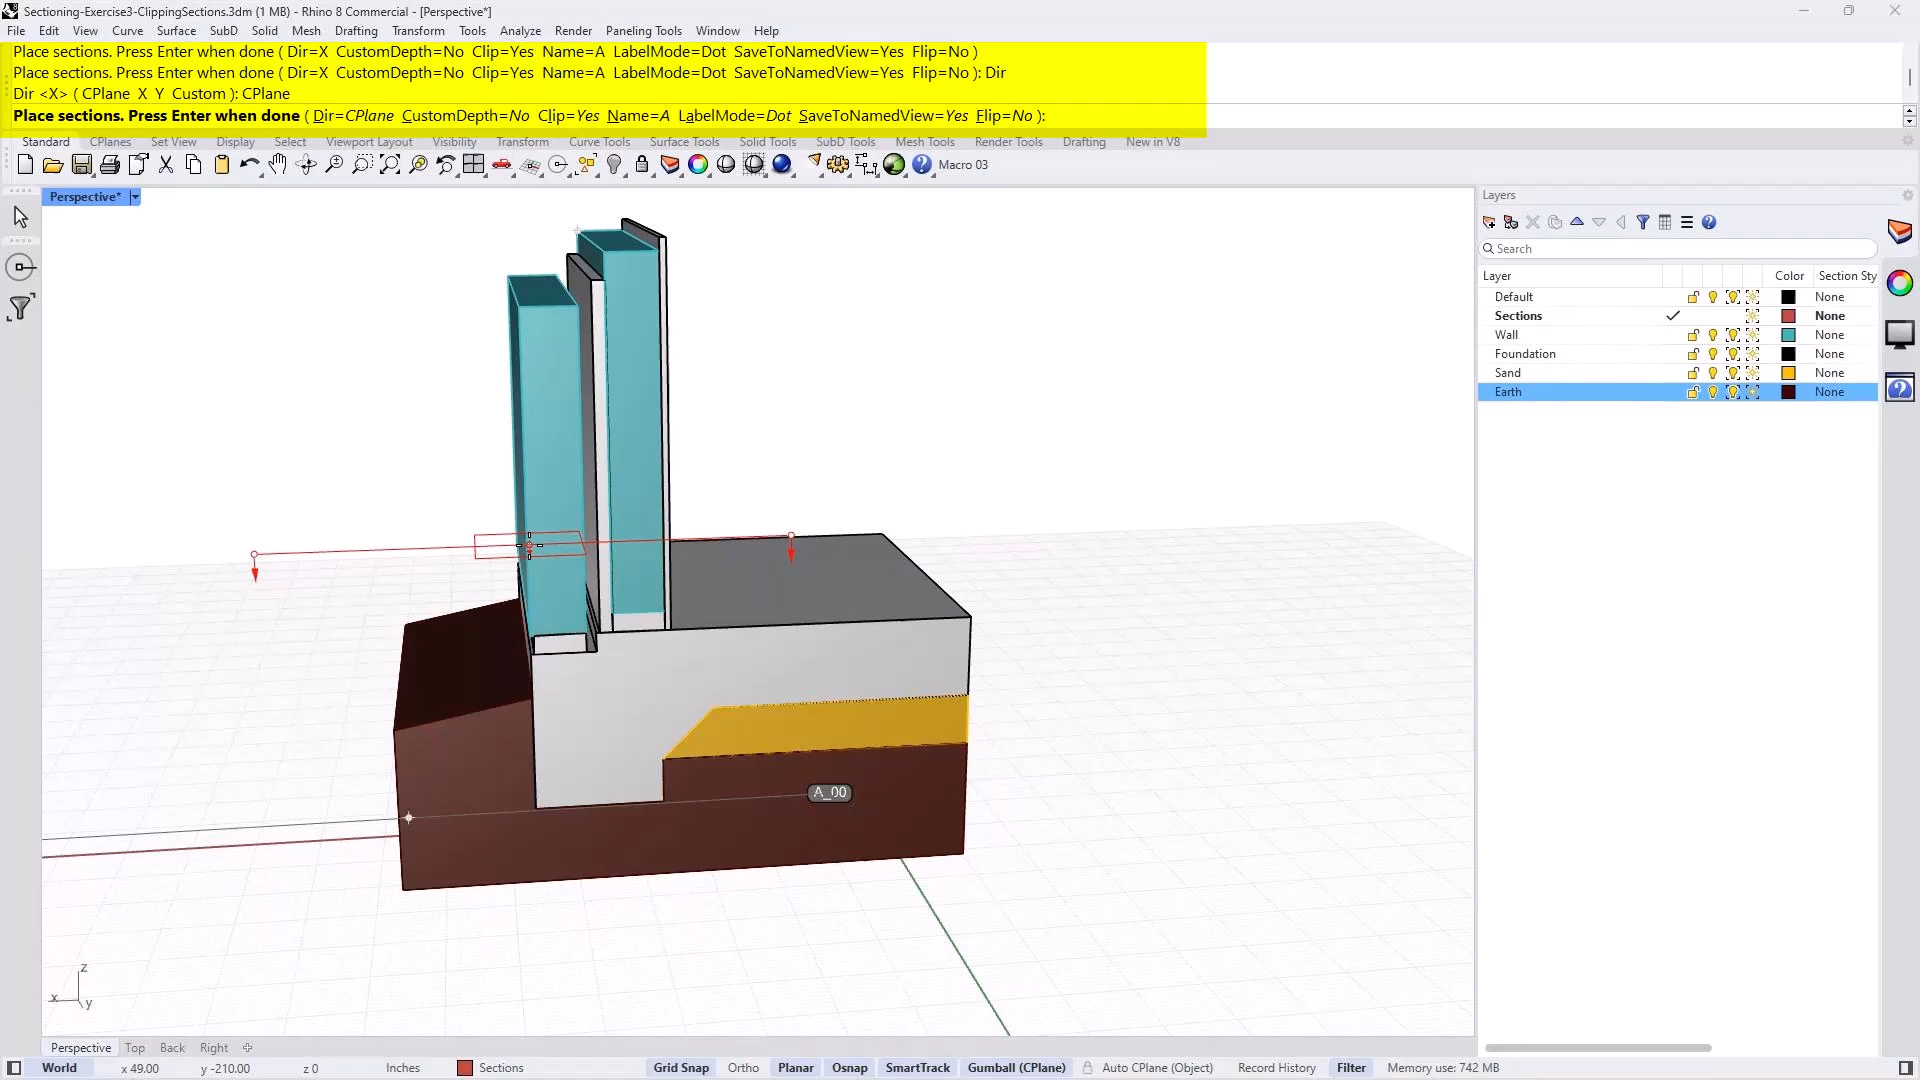 Sectioning-Exercise3-ClippingSections.3dm (1 MB) - Rhino 8 Commercial - [Perspective*]
File Edit View Curve Surface SubD Solid Mesh Drafting Transform Tools Analyze Render Paneling Tools Window Help
Place sections. Press Enter when done ( Dir=X CustomDepth=No Clip=Yes Name=A LabelMode=Dot SaveToNamedView=Yes Flip=No )
Place sections. Press Enter when done ( Dir=X CustomDepth=No Clip=Yes Name=A LabelMode=Dot SaveToNamedView=Yes Flip=No ): Dir
Dir <X> ( CPlane X Y Custom ): CPlane
Place sections. Press Enter when done ( Dir=CPlane CustomDepth=No Clip=Yes Name=A LabelMode=Dot SaveToNamedView=Yes Flip=No ):
Standard CPlanes Set View Display Select Viewport Layout Visibility Transform Curve Tools Surface Tools Solid Tools SubD Tools Mesh Tools Render Tools Drafting New in V8
Macro 03
Perspective*
Layers
Search
Layer Color Section Sty
Default None
Sections None
Wall None
Foundation None
Sand None
Earth None
A_00
z
x
y
Perspective Top Back Right
World x 49.00 y -210.00 z 0 Inches Sections Grid Snap Ortho Planar Osnap SmartTrack Gumball (CPlane) Auto CPlane (Object) Record History Filter Memory use: 742 MB